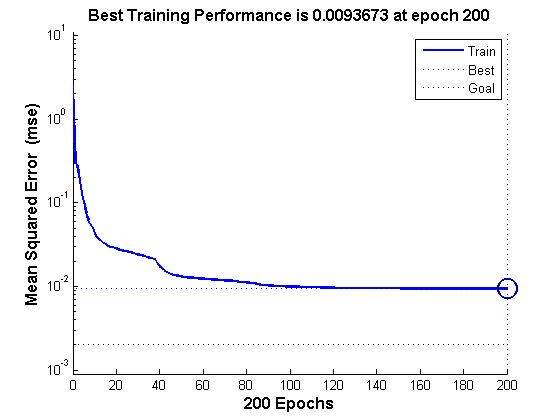 Best Training Performance is 0.0093673 at epoch 200
10^1
Train
Best
Goal
10^0
10^-1
10^-2
10^-3
Mean Squared Error (mse)
0 20 40 60 80 100 120 140 160 180 200
200 Epochs